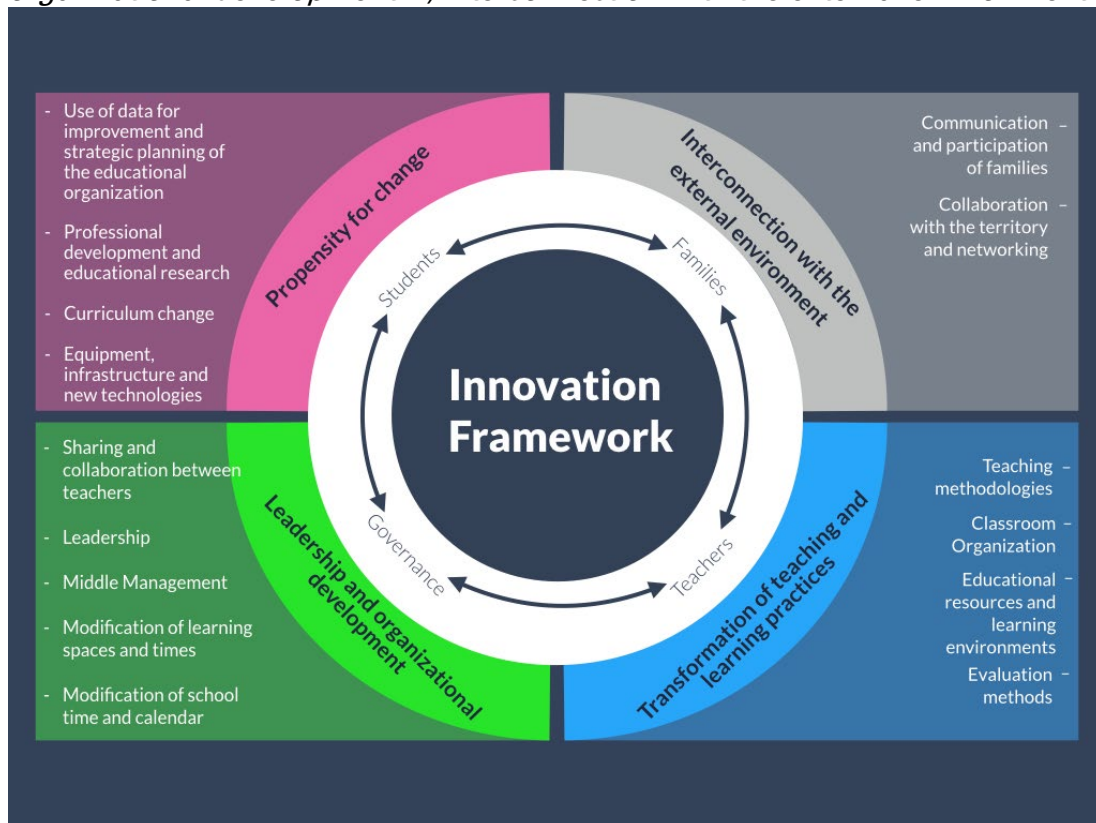 - Use of data for
improvement and
strategic planning of
the educational
organization
- Professional
development and
educational research
- Curriculum change
- Equipment,
infrastructure and
new technologies
Propensity for change
Interconnection with the
external environment
Communication –
and participation
of families
Collaboration –
with the territory
and networking
Students
Families
Innovation
Framework
Governance
Teachers
- Sharing and
collaboration between
teachers
- Leadership
- Middle Management
- Modification of learning
spaces and times
- Modification of school
time and calendar
Leadership and organizational
development
Transformation of teaching and
learning practices
Teaching –
methodologies
Classroom –
Organization
Educational –
resources and
learning
environments
Evaluation –
methods